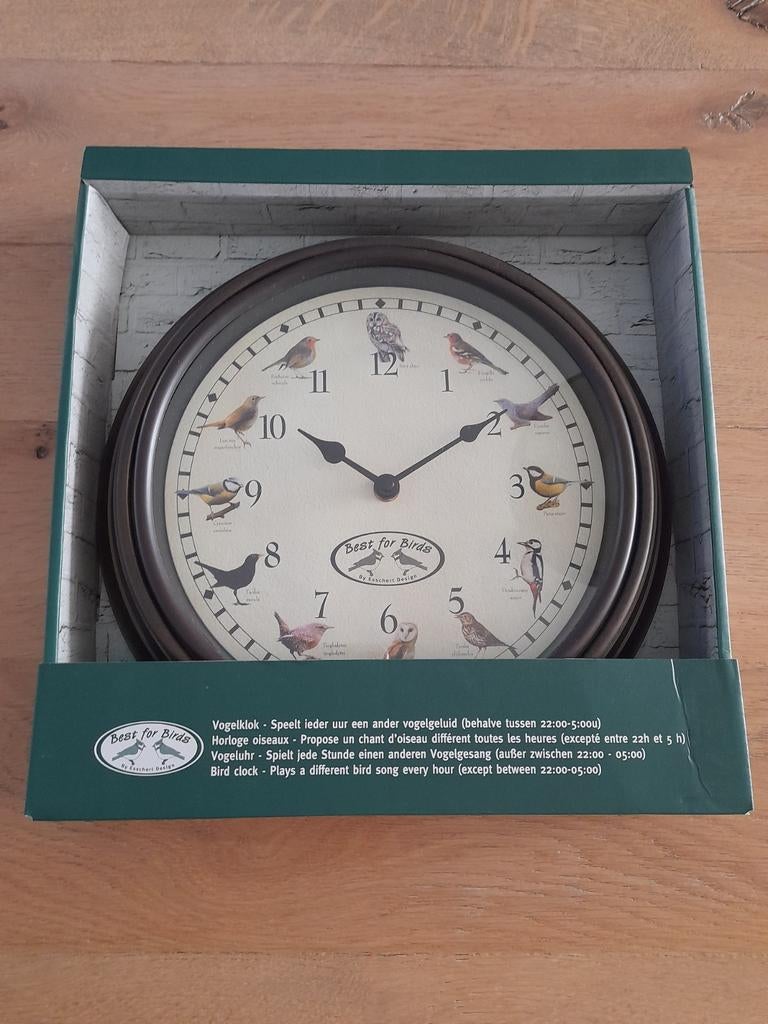 12
1
2
3
4
5
6
7
8
9
10
11
Best for Birds
By Esschert Design
Best for Birds
By Esschert Design
Vogelklok - Speelt ieder uur een ander vogelgeluid (behalve tussen 22:00-5:00u)
Horloge oiseaux - Propose un chant d'oiseau différent toutes les heures (excepté entre 22h et 5 h)
Vogeluhr - Spielt jede Stunde einen anderen Vogelgesang (außer zwischen 22:00 - 05:00)
Bird clock - Plays a different bird song every hour (except between 22:00-05:00)